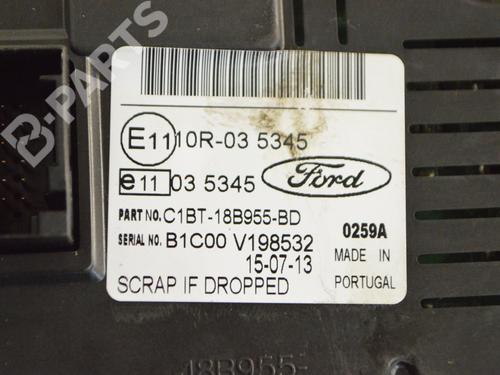 B-PARTS
E11 10R-03 5345
e11 03 5345
Ford
PART NO. C1BT-18B955-BD
SERIAL NO. B1C00 V198532
0259A
15-07-13
MADE IN
PORTUGAL
SCRAP IF DROPPED
18B955-